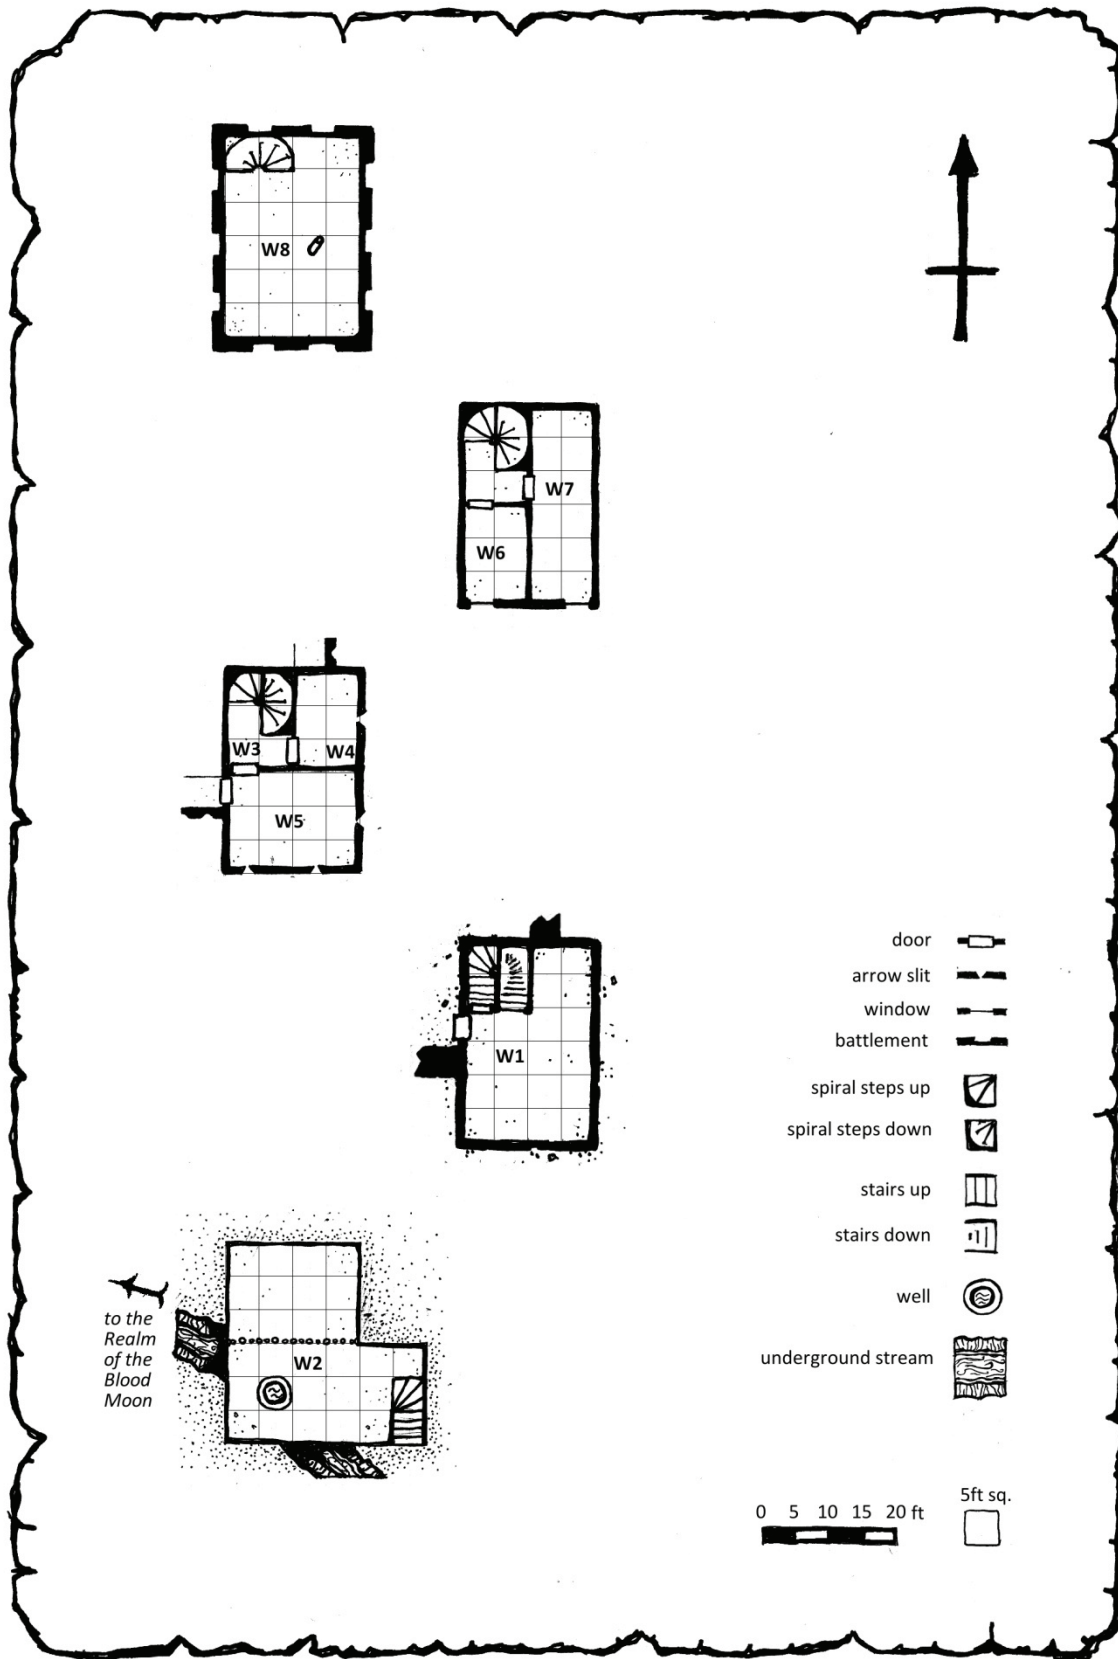 W8
W7
W6
W3
W4
W5
W1
door
arrow slit
window
battlement
spiral steps up
spiral steps down
stairs up
stairs down
well
underground stream
to the
Realm
of the
Blood
Moon
W2
0 5 10 15 20 ft
5ft sq.